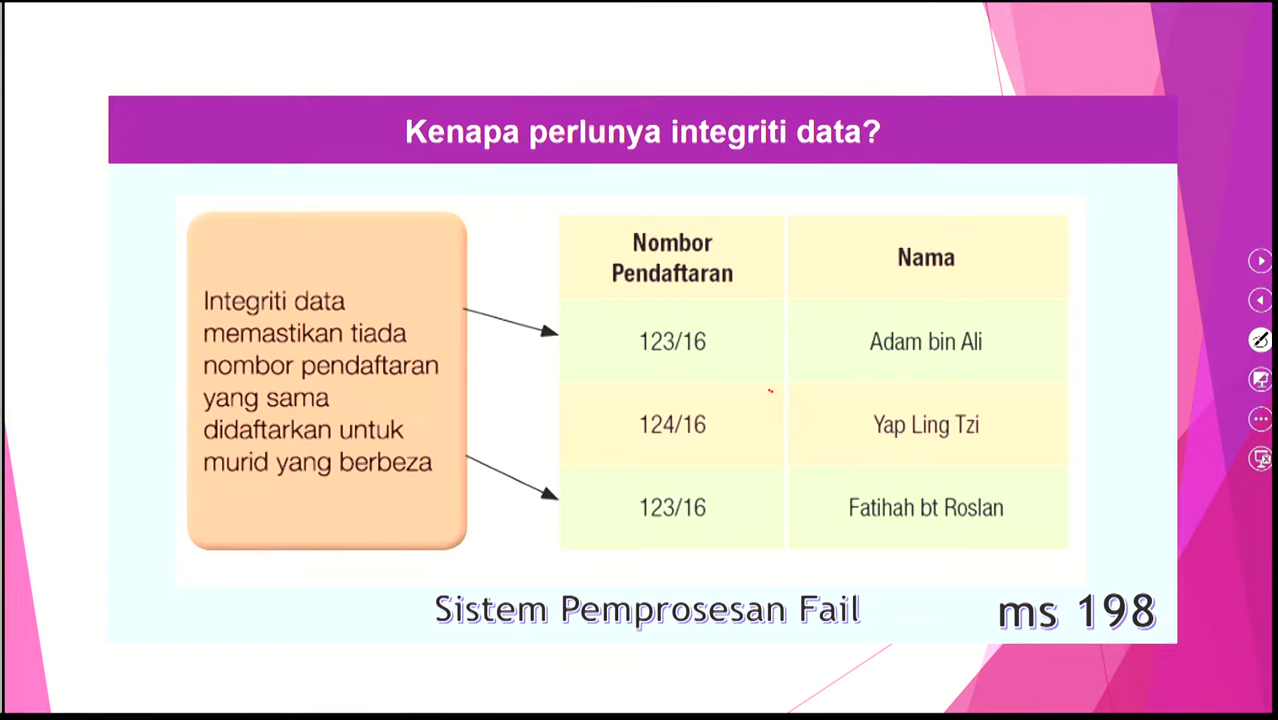 Kenapa perlunya integriti data?
Integriti data
memastikan tiada
nombor pendaftaran
yang sama
didaftarkan untuk
murid yang berbeza
Nombor
Pendaftaran
Nama
123/16
Adam bin Ali
124/16
Yap Ling Tzi
123/16
Fatihah bt Roslan
Sistem Pemprosesan Fail
ms 198